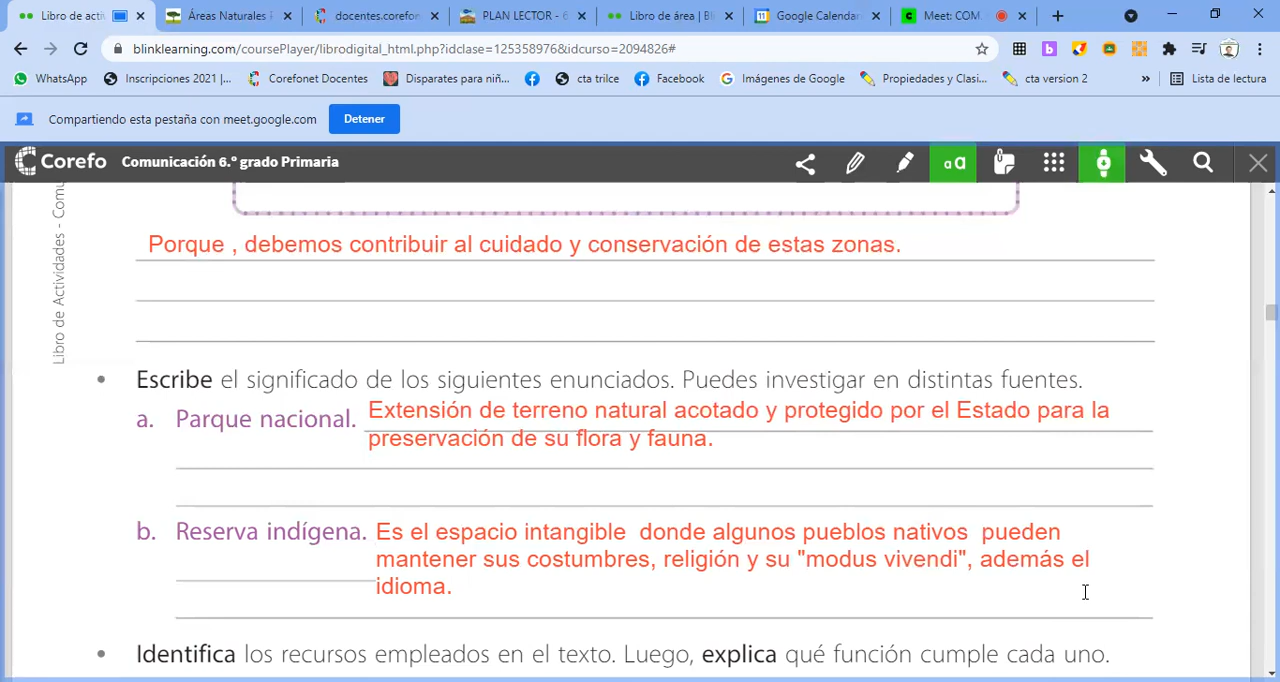 Libro de acti
Áreas Naturales
docentes.corefon
PLAN LECTOR - 6
Libro de área | Bli
Google Calendar
Meet: COM
blinklearning.com/coursePlayer/librodigital_html.php?idclase=125358976&idcurso=2094826#
WhatsApp
Inscripciones 2021 |...
Corefonet Docentes
Disparates para niñ...
cta trilce
Facebook
Imágenes de Google
Propiedades y Clasi...
cta version 2
»
Lista de lectura
Compartiendo esta pestaña con meet.google.com
Detener
Corefo
Comunicación 6.º grado Primaria
aa
Libro de Actividades - Comu
Porque , debemos contribuir al cuidado y conservación de estas zonas.
• Escribe el significado de los siguientes enunciados. Puedes investigar en distintas fuentes.
a. Parque nacional. Extensión de terreno natural acotado y protegido por el Estado para la
preservación de su flora y fauna.
b. Reserva indígena. Es el espacio intangible donde algunos pueblos nativos pueden
mantener sus costumbres, religión y su "modus vivendi", además el
idioma.
• Identifica los recursos empleados en el texto. Luego, explica qué función cumple cada uno.